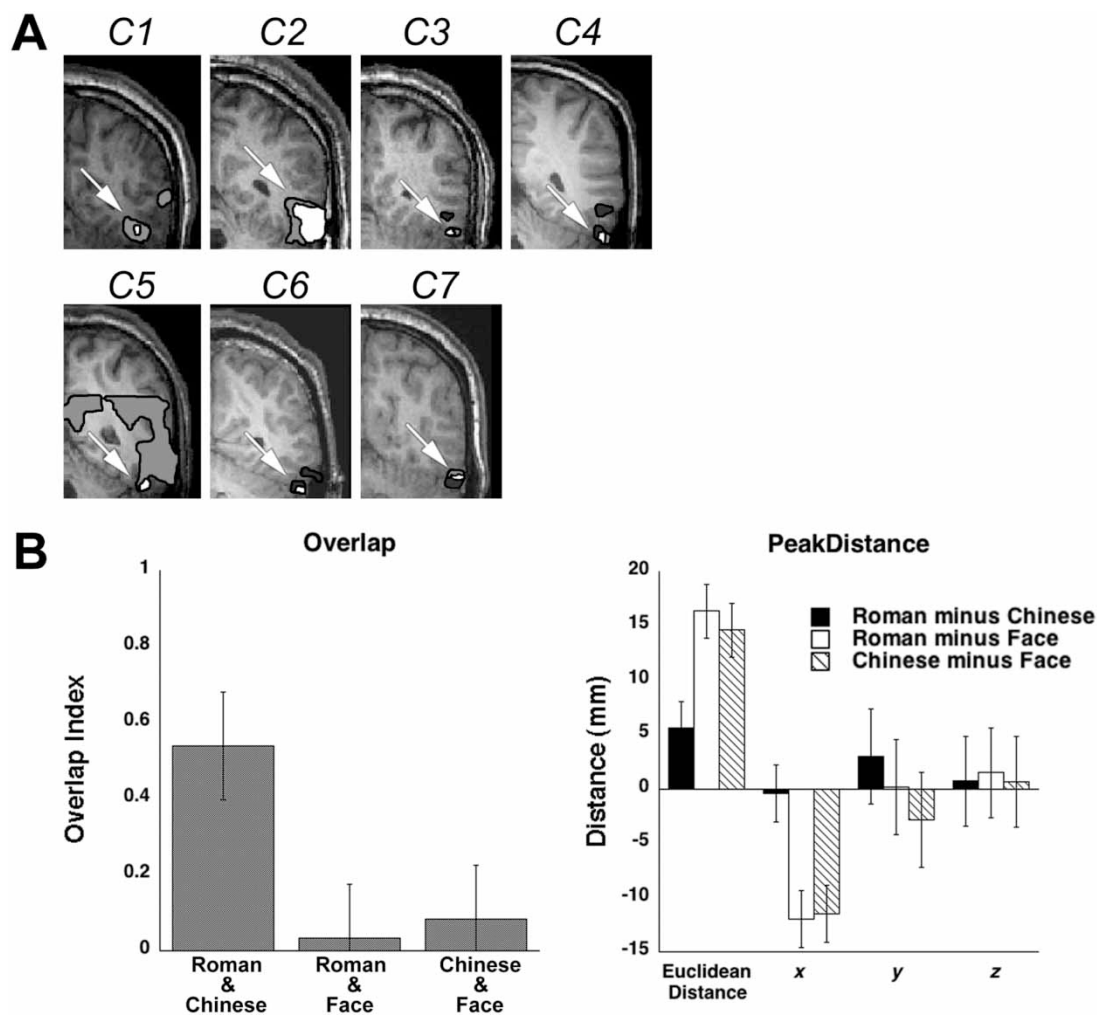 A
C1 C2 C3 C4
C5 C6 C7
B
Overlap
1
0.8
0.6
0.4
0.2
0
Overlap Index
Roman & Chinese
Roman & Face
Chinese & Face
PeakDistance
20
15
10
5
0
-5
-10
-15
Distance (mm)
Roman minus Chinese
Roman minus Face
Chinese minus Face
Euclidean Distance
x
y
z